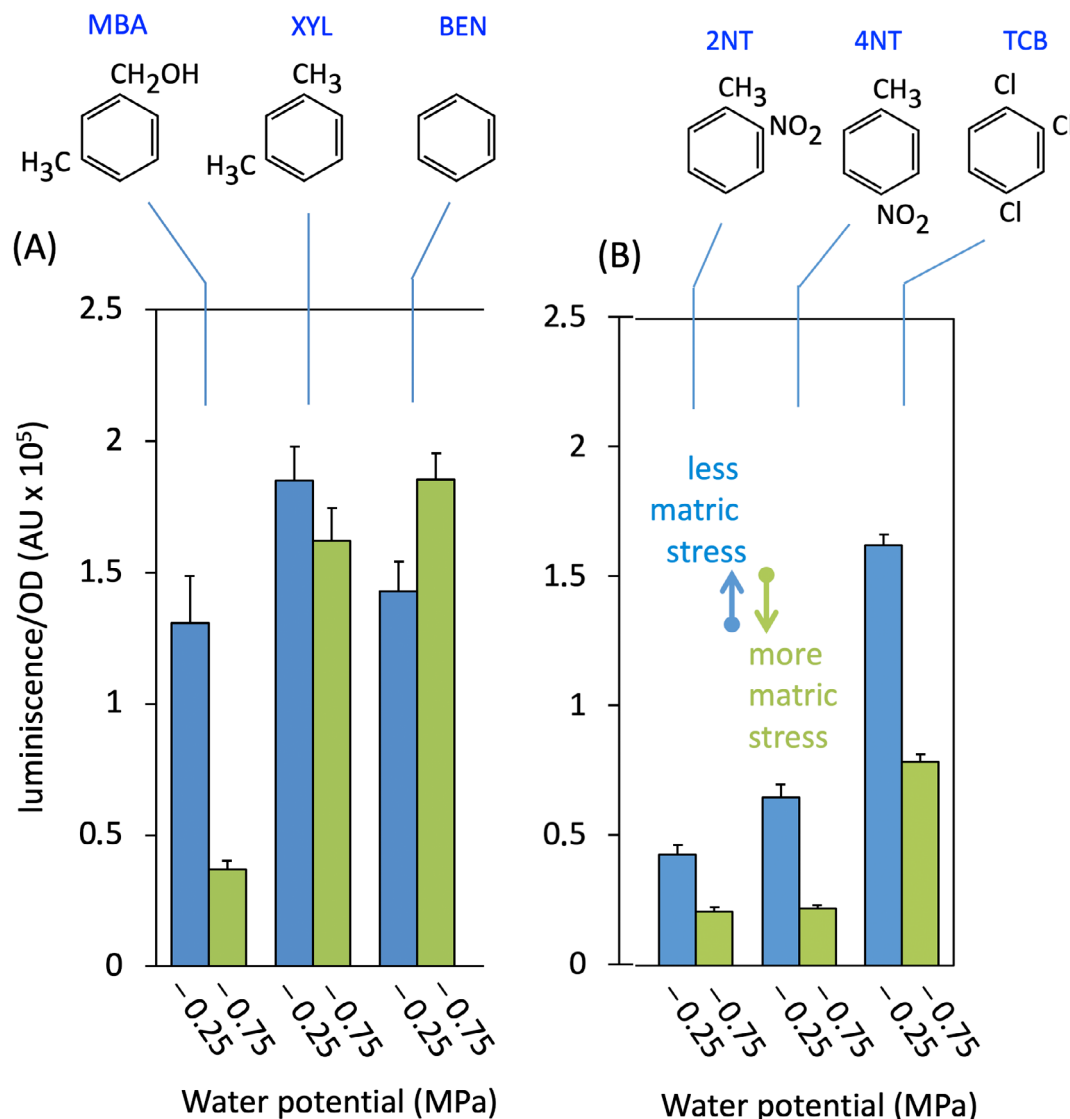 MBA
XYL
BEN
CH2OH
H3C
CH3
H3C
2NT
4NT
TCB
CH3
NO2
CH3
NO2
Cl
Cl
Cl
(A)
2.5
2
1.5
1
0.5
0
luminiscence/OD (AU x 10⁵)
–0.25
–0.75
–0.25
–0.75
–0.25
–0.75
Water potential (MPa)
(B)
2.5
2
1.5
1
0.5
0
less
matric
stress
more
matric
stress
–0.25
–0.75
–0.25
–0.75
–0.25
–0.75
Water potential (MPa)